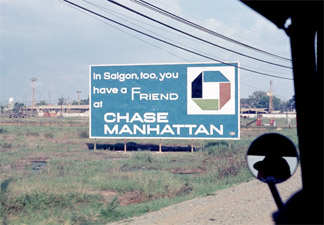 In Saigon, too, you
have a FRIEND
at
CHASE
MANHATTAN